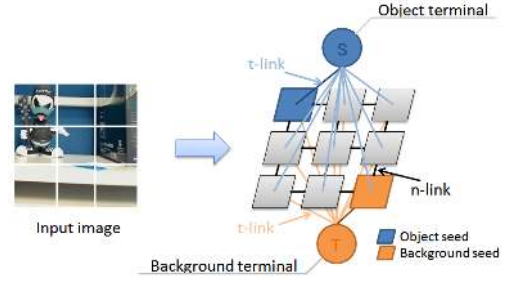 Object terminal
S
t-link
n-link
Input image
t-link
T
Object seed
Background seed
Background terminal